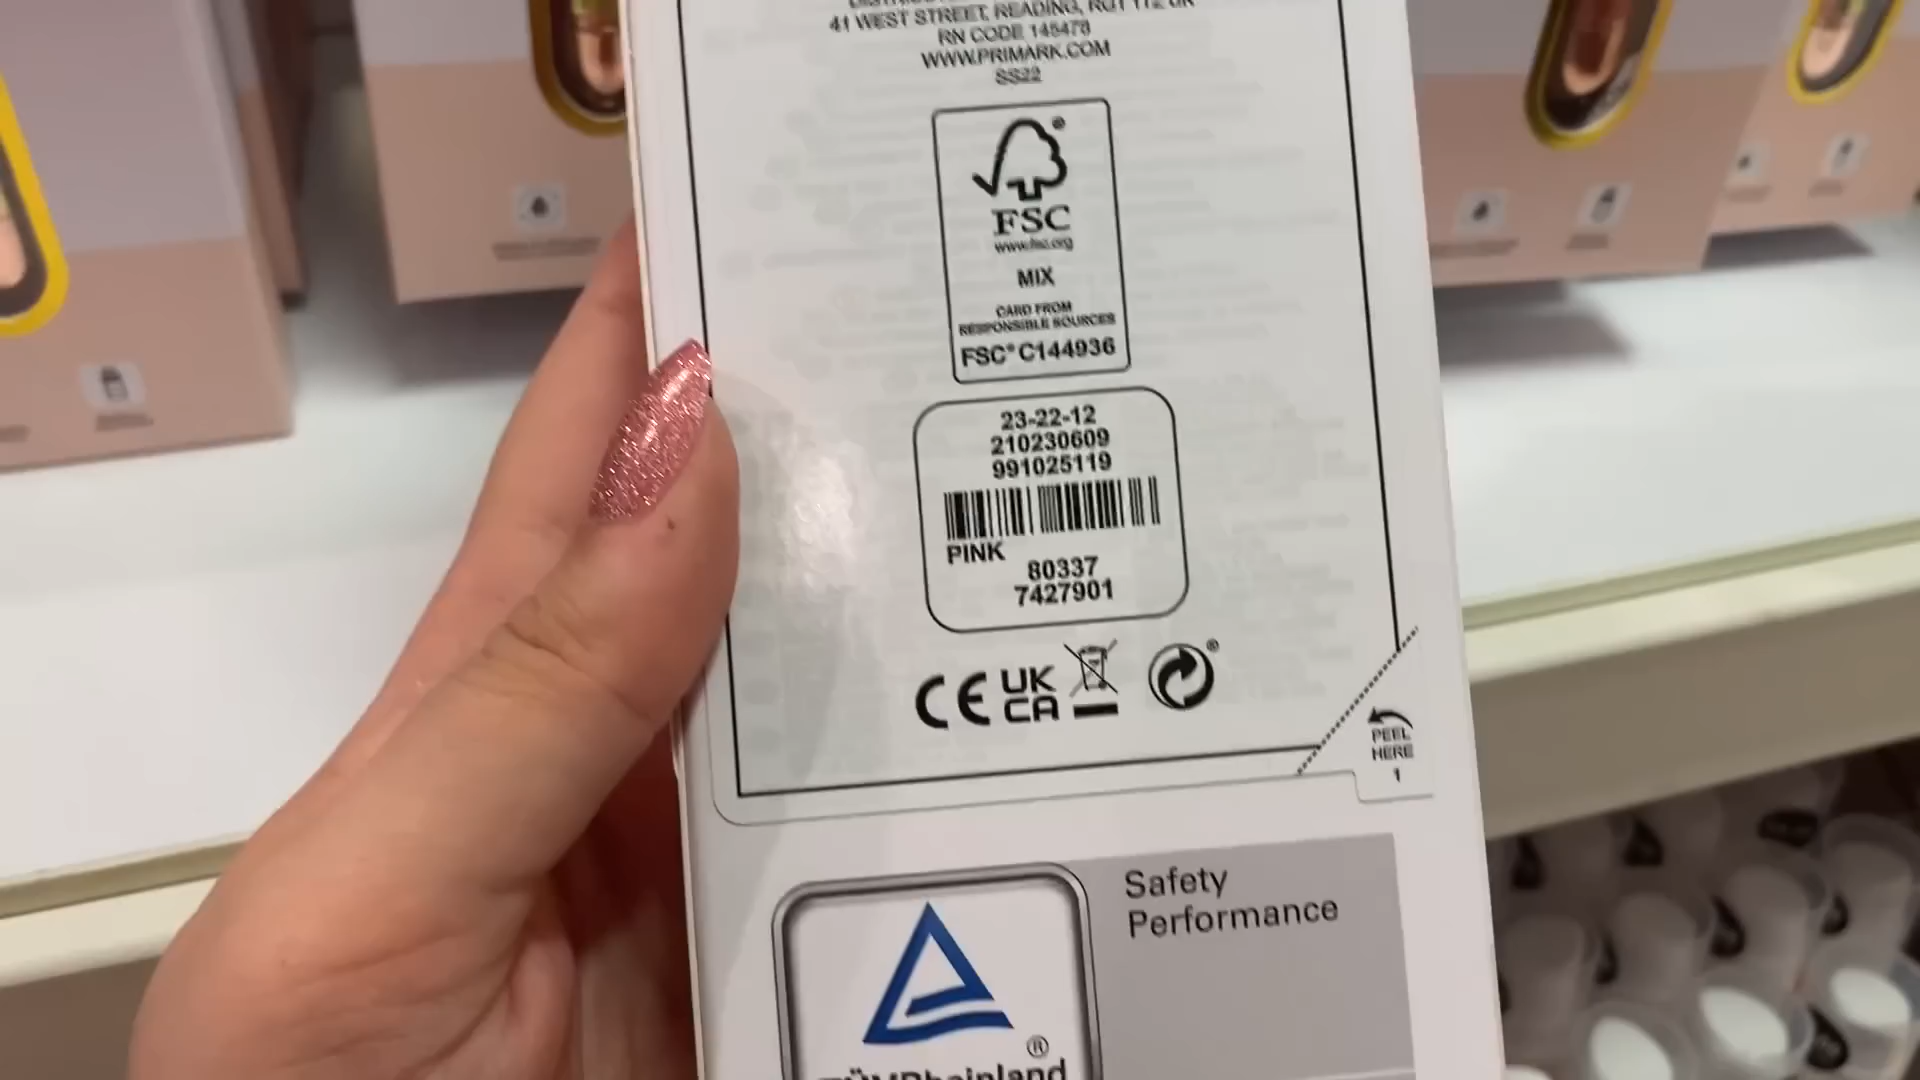 41 WEST STREET, READING, RG1 1TZ UK
RN CODE 145478
WWW.PRIMARK.COM
SS22
FSC
www.fsc.org
MIX
CARD FROM
RESPONSIBLE SOURCES
FSC® C144936
23-22-12
210230609
991025119
PINK
80337
7427901
CE UK CA
PEEL
HERE
1
Safety
Performance
TÜVRheinland